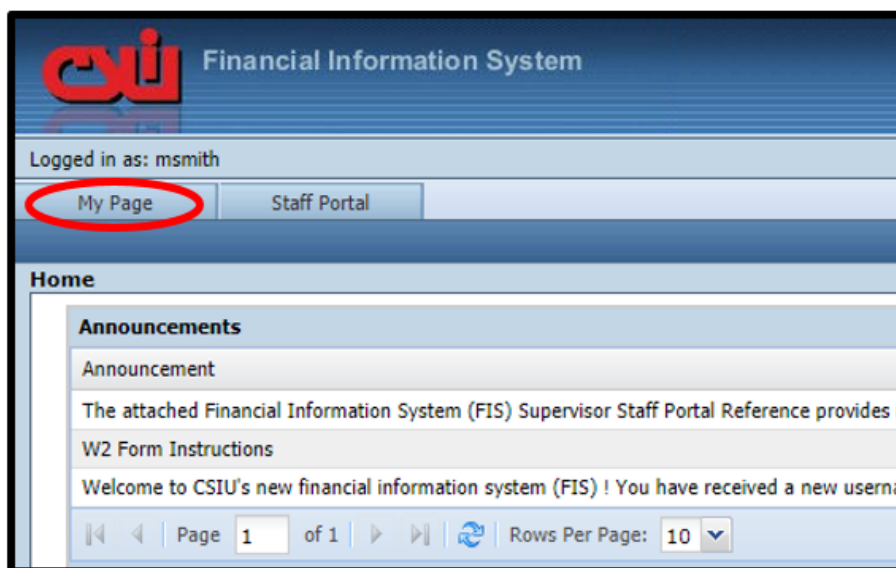 CSIU Financial Information System
Logged in as: msmith
My Page Staff Portal
Home
Announcements
Announcement
The attached Financial Information System (FIS) Supervisor Staff Portal Reference provides
W2 Form Instructions
Welcome to CSIU's new financial information system (FIS) ! You have received a new userna
Page 1 of 1 Rows Per Page: 10